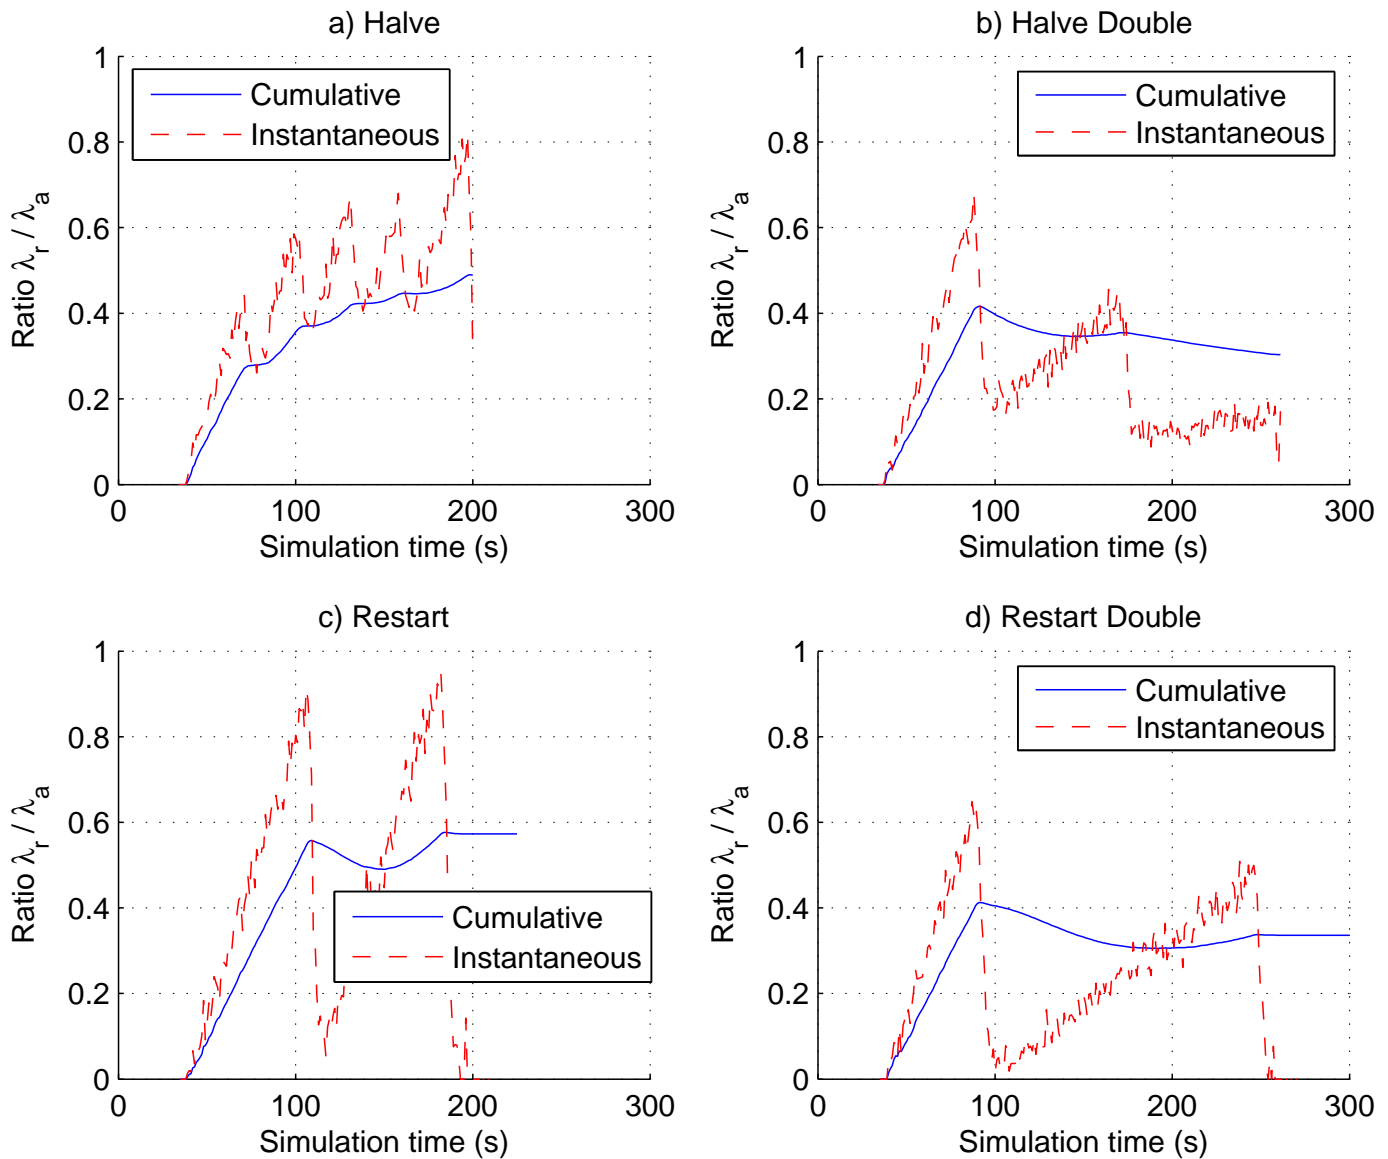 a) Halve
1
0.8
0.6
0.4
0.2
0
Ratio λr / λa
Cumulative
Instantaneous
0 100 200 300
Simulation time (s)
b) Halve Double
1
0.8
0.6
0.4
0.2
0
Ratio λr / λa
Cumulative
Instantaneous
0 100 200 300
Simulation time (s)
c) Restart
1
0.8
0.6
0.4
0.2
0
Ratio λr / λa
Cumulative
Instantaneous
0 100 200 300
Simulation time (s)
d) Restart Double
1
0.8
0.6
0.4
0.2
0
Ratio λr / λa
Cumulative
Instantaneous
0 100 200 300
Simulation time (s)